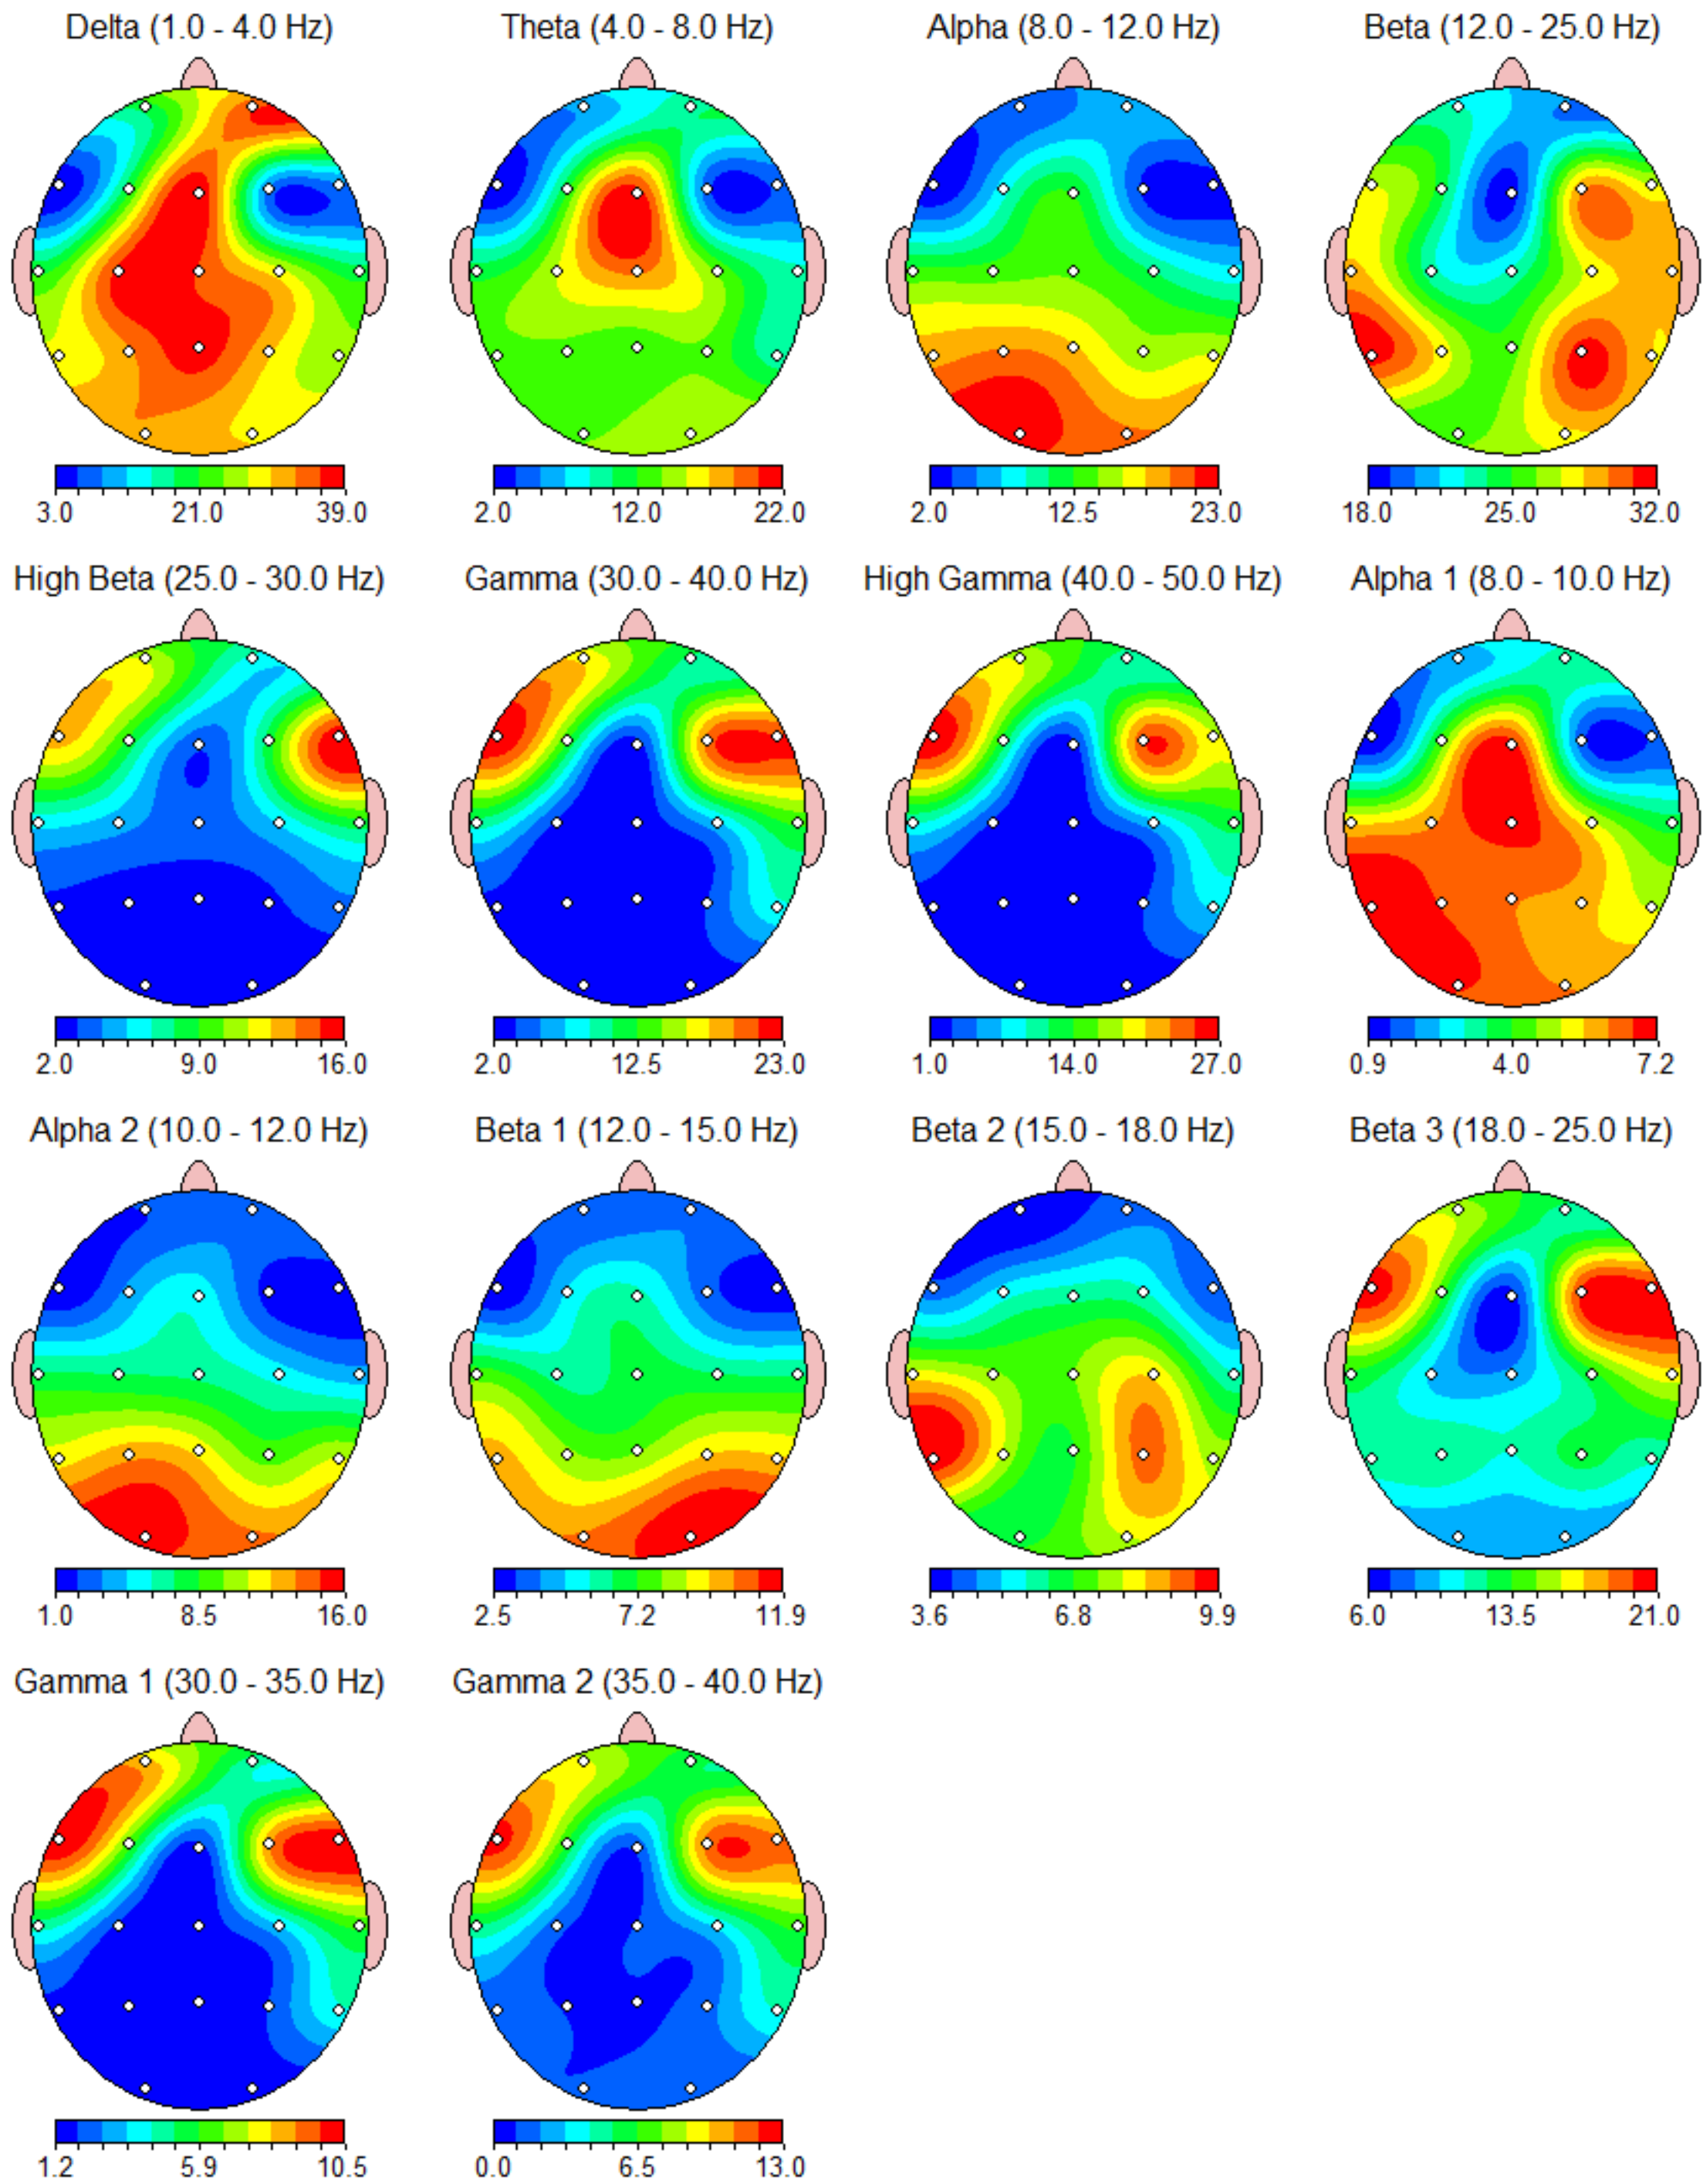 Delta (1.0 - 4.0 Hz)
Theta (4.0 - 8.0 Hz)
Alpha (8.0 - 12.0 Hz)
Beta (12.0 - 25.0 Hz)
3.0 21.0 39.0
2.0 12.0 22.0
2.0 12.5 23.0
18.0 25.0 32.0
High Beta (25.0 - 30.0 Hz)
Gamma (30.0 - 40.0 Hz)
High Gamma (40.0 - 50.0 Hz)
Alpha 1 (8.0 - 10.0 Hz)
2.0 9.0 16.0
2.0 12.5 23.0
1.0 14.0 27.0
0.9 4.0 7.2
Alpha 2 (10.0 - 12.0 Hz)
Beta 1 (12.0 - 15.0 Hz)
Beta 2 (15.0 - 18.0 Hz)
Beta 3 (18.0 - 25.0 Hz)
1.0 8.5 16.0
2.5 7.2 11.9
3.6 6.8 9.9
6.0 13.5 21.0
Gamma 1 (30.0 - 35.0 Hz)
Gamma 2 (35.0 - 40.0 Hz)
1.2 5.9 10.5
0.0 6.5 13.0